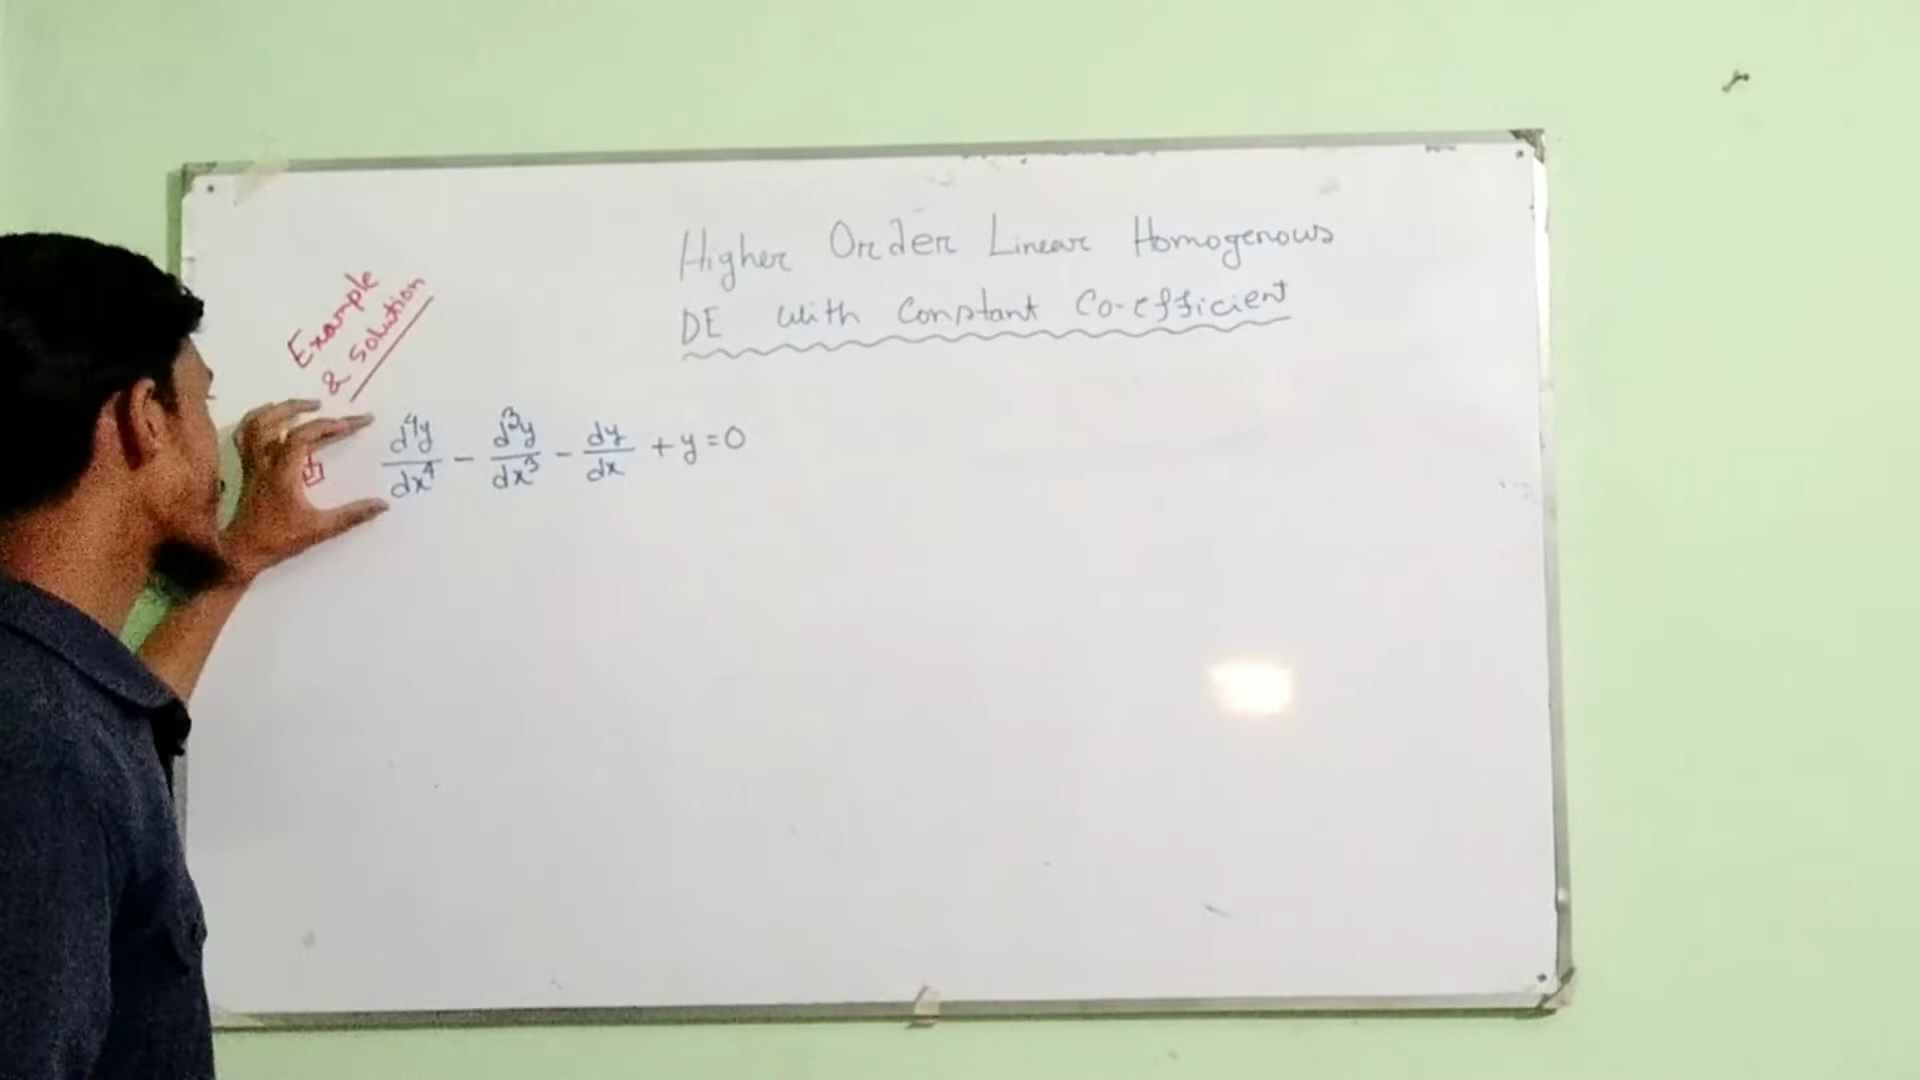 Higher Order Linear Homogenous
DE with Constant Co-efficient
Example
& Solution
d⁴y/dx⁴ - d³y/dx³ - dy/dx + y = 0